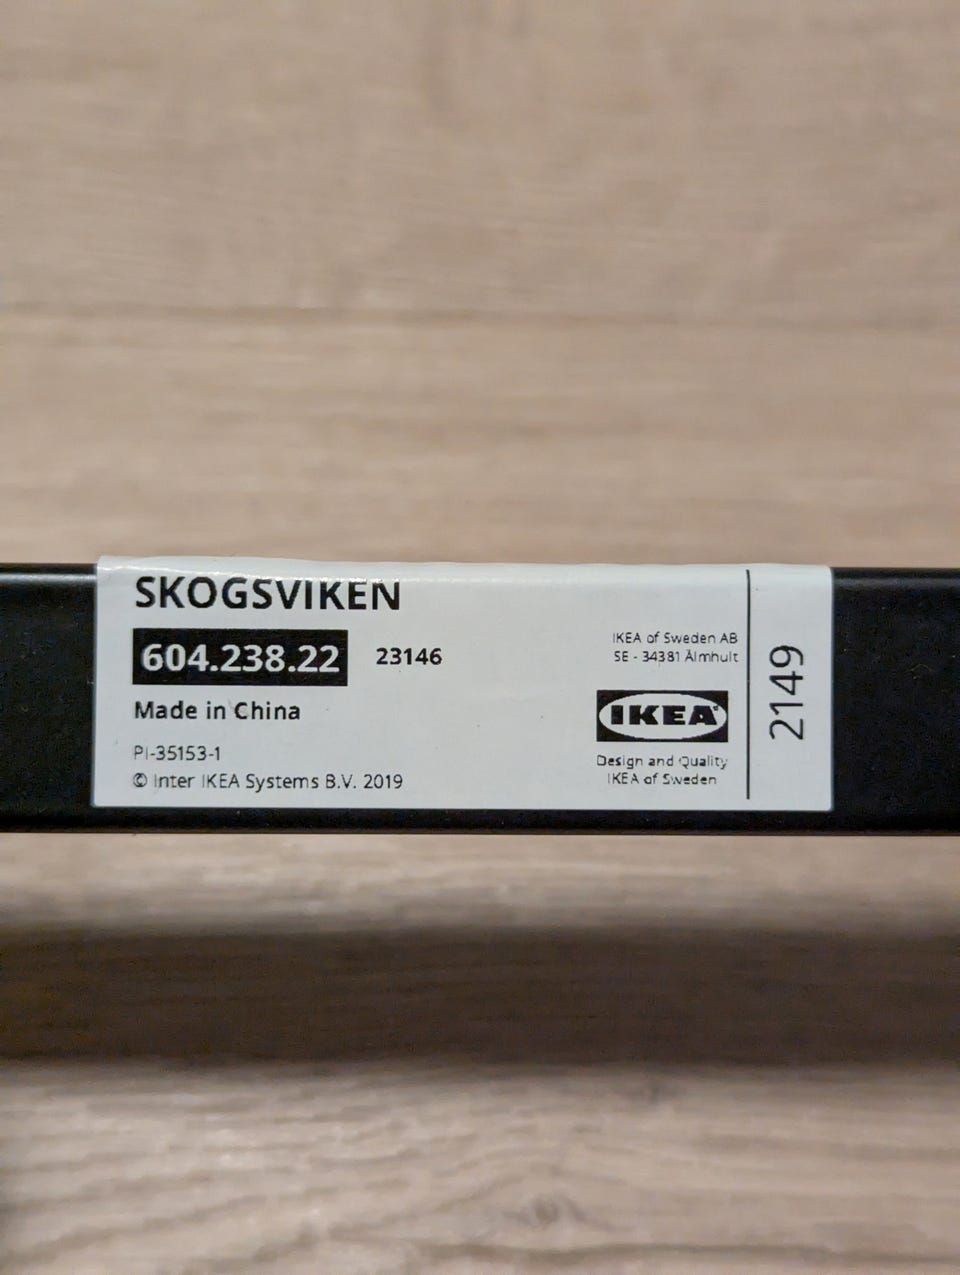 SKOGSVIKEN
604.238.22 23146
Made in China
PI-35153-1
© Inter IKEA Systems B.V. 2019
IKEA of Sweden AB
SE - 34381 Älmhult
IKEA®
Design and Quality
IKEA of Sweden
2149